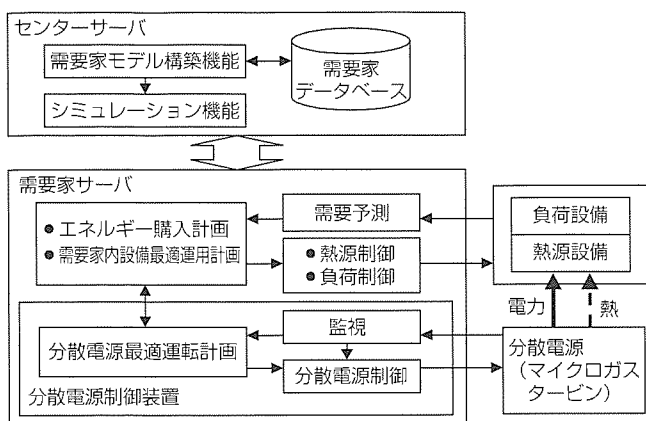 センターサーバ
需要家モデル構築機能
シミュレーション機能
需要家
データベース
需要家サーバ
● エネルギー購入計画
● 需要家内設備最適運用計画
需要予測
● 熱源制御
● 負荷制御
負荷設備
熱源設備
電力
熱
分散電源最適運転計画
監視
分散電源制御
分散電源制御装置
分散電源
（マイクロガス
タービン）